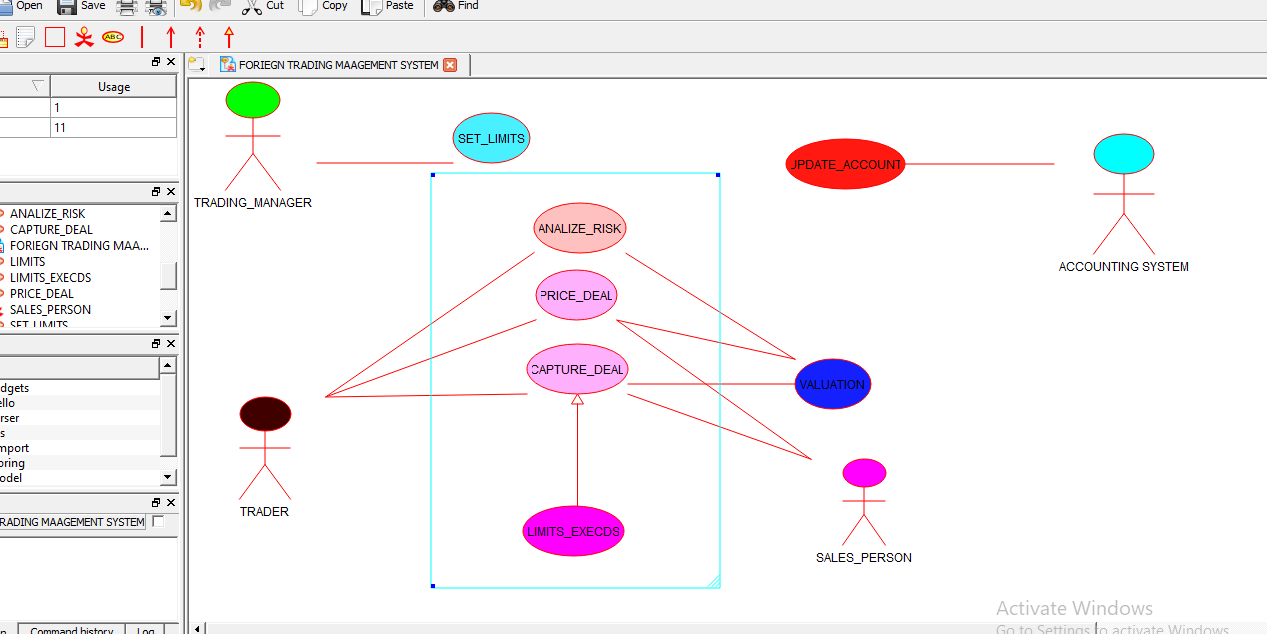 Open Save Cut Copy Paste Find
ABC
FORIEGN TRADING MAAGEMENT SYSTEM
Usage
1
11
ANALIZE_RISK
CAPTURE_DEAL
FORIEGN TRADING MAA...
LIMITS
LIMITS_EXECDS
PRICE_DEAL
SALES_PERSON
SET_LIMITS
dgets
ello
rser
s
mport
oring
odel
RADING MAAGEMENT SYSTEM
Command history
Log
SET_LIMITS
UPDATE_ACCOUNT
TRADING_MANAGER
ANALIZE_RISK
ACCOUNTING SYSTEM
PRICE_DEAL
CAPTURE_DEAL
VALUATION
TRADER
LIMITS_EXECDS
SALES_PERSON
Activate Windows
Go to Settings to activate Windows.